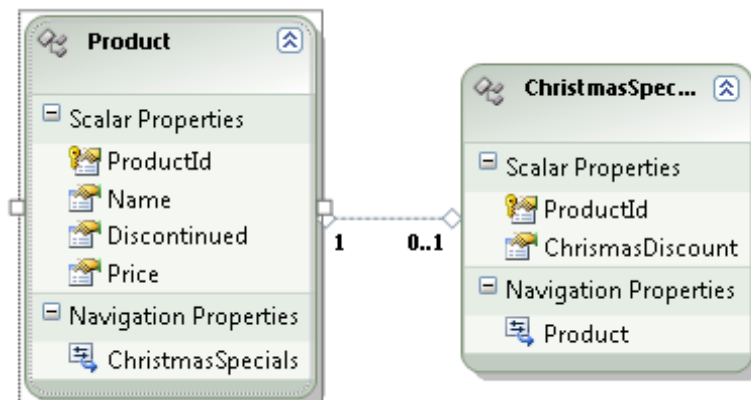 Product
Scalar Properties
ProductId
Name
Discontinued
Price
Navigation Properties
ChristmasSpecials
1
0..1
ChristmasSpec...
Scalar Properties
ProductId
ChrismasDiscount
Navigation Properties
Product